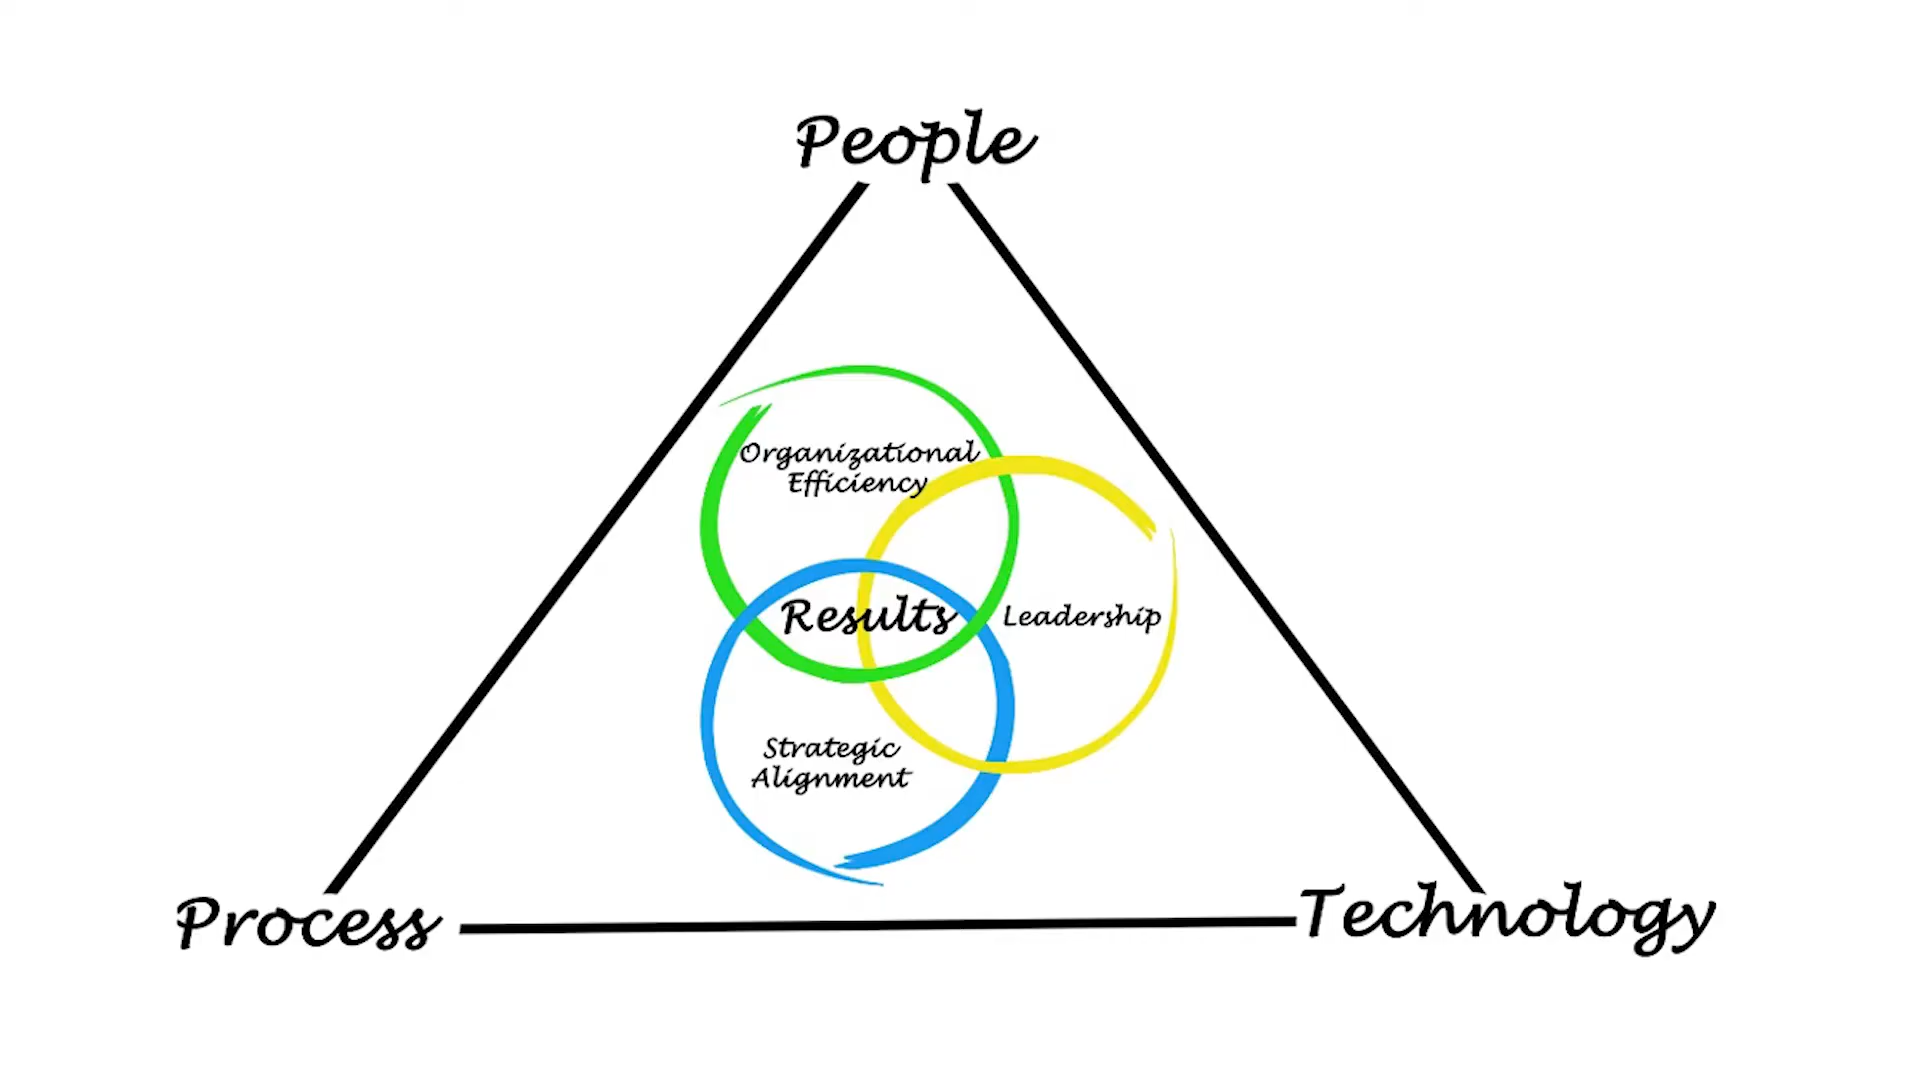 People
Organizational
Efficiency
Results
Leadership
Strategic
Alignment
Process
Technology